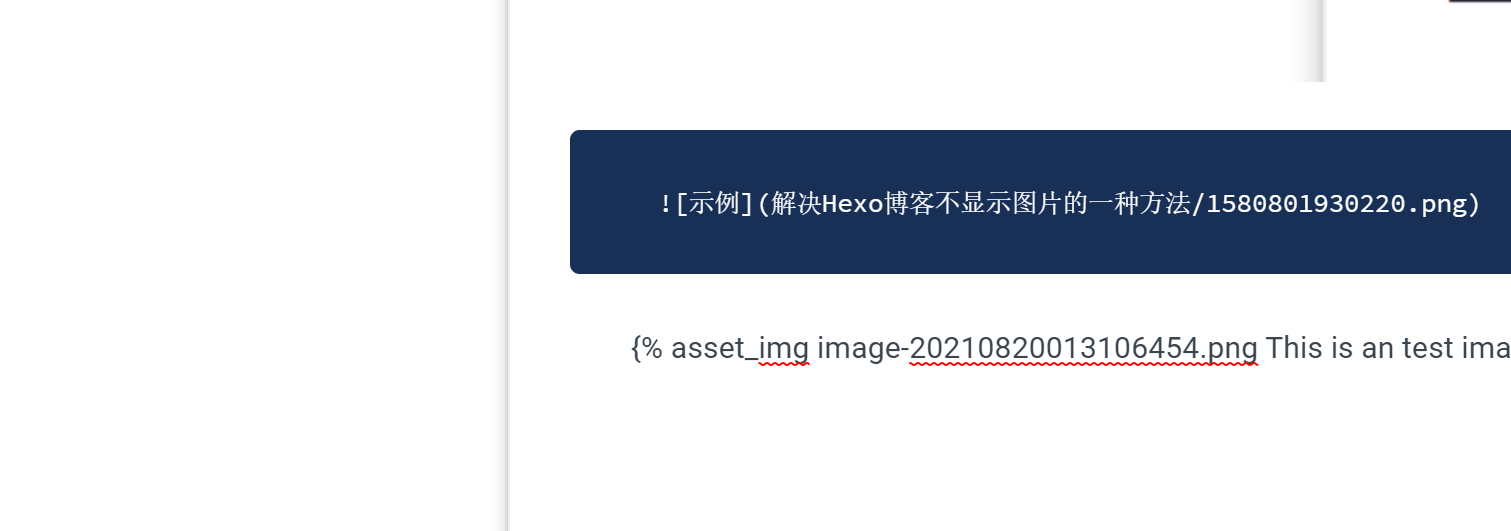 ![示例](解决Hexo博客不显示图片的一种方法/1580801930220.png)
{% asset_img image-20210820013106454.png This is an test ima